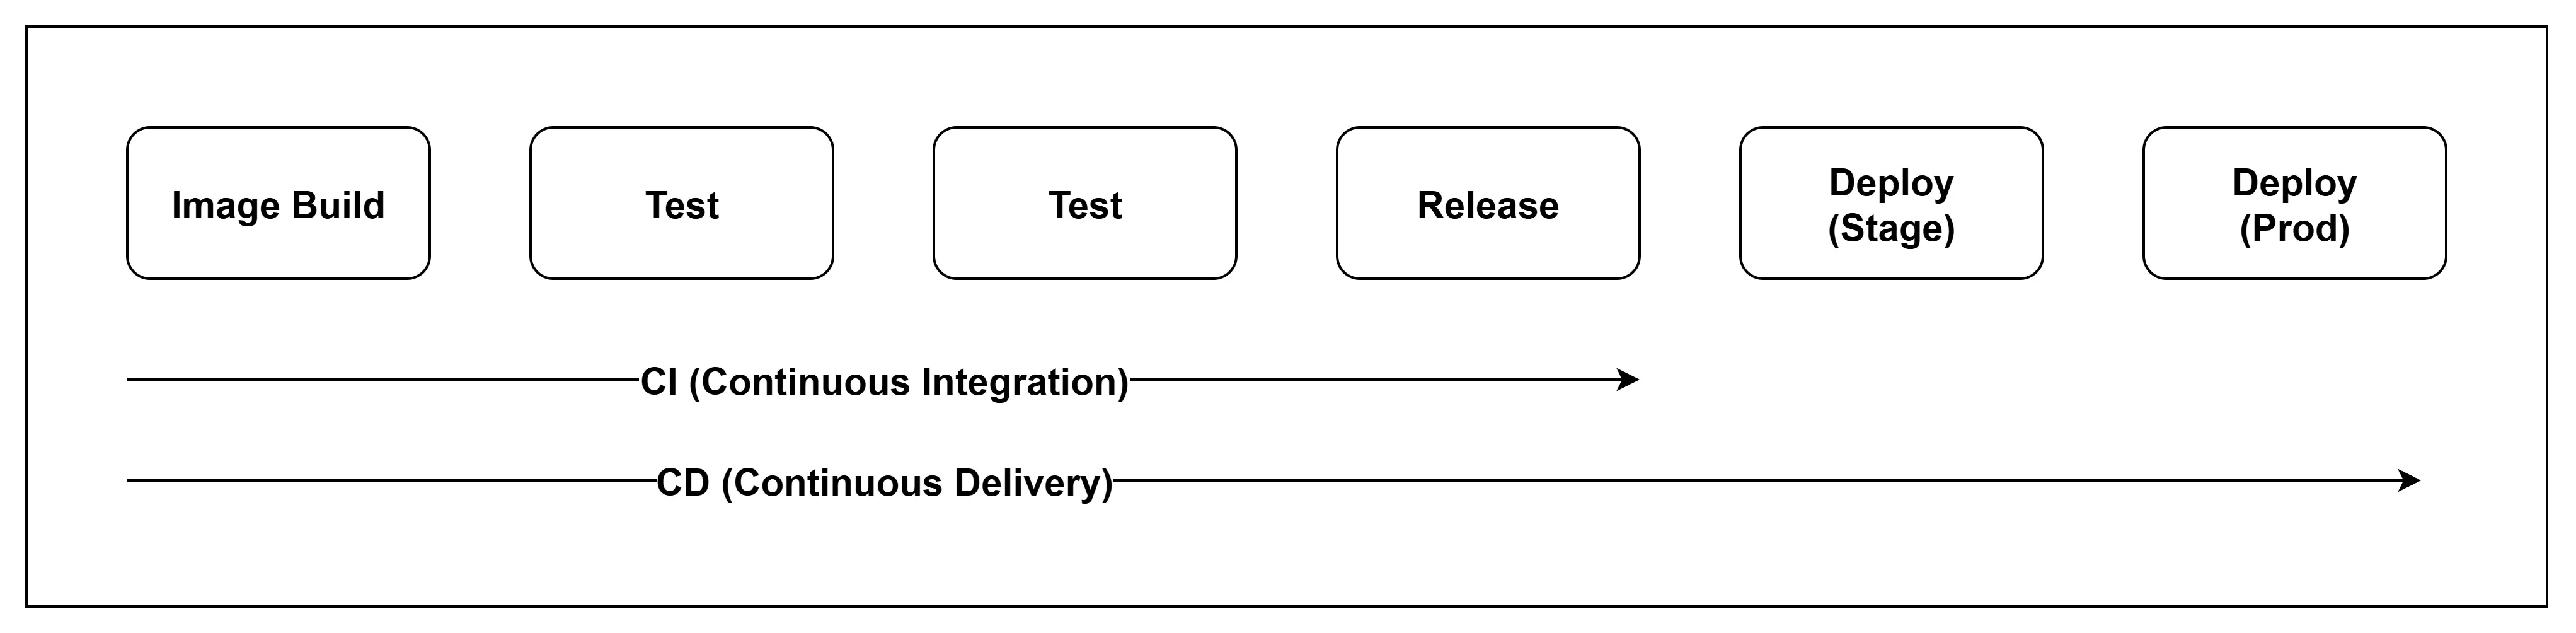 Image Build
Test
Test
Release
Deploy
(Stage)
Deploy
(Prod)
CI (Continuous Integration)
CD (Continuous Delivery)